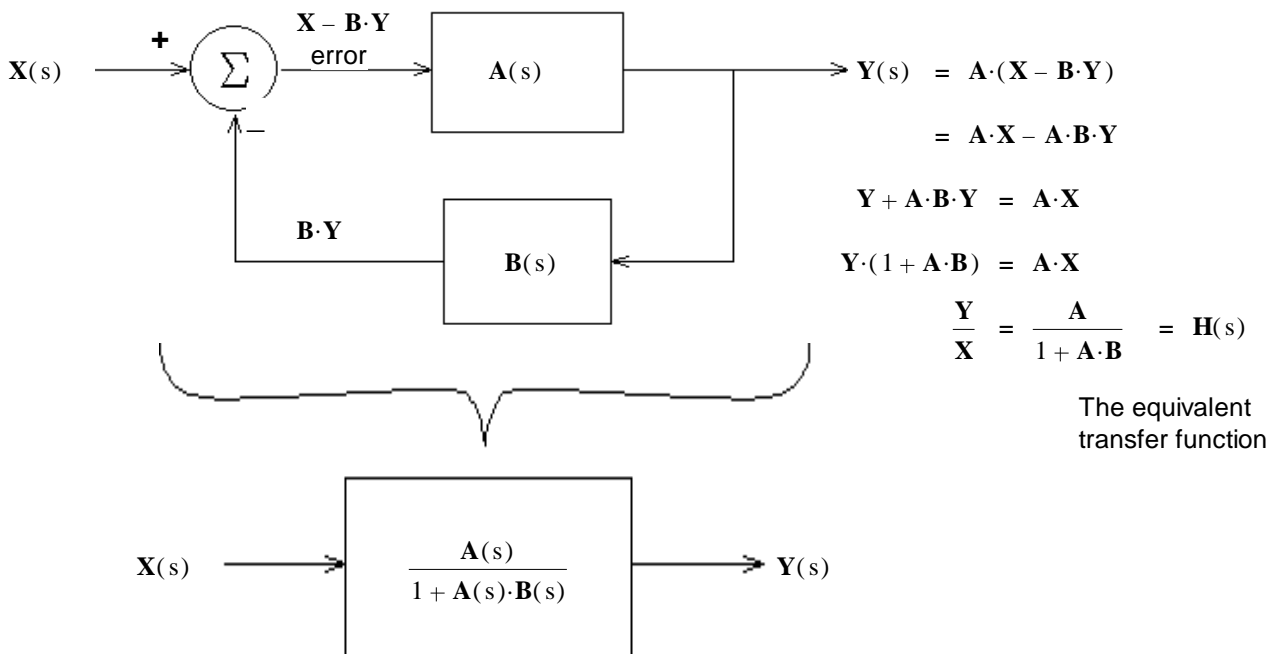 X – B·Y
+
error
X(s)
Σ
A(s)
Y(s) = A·(X – B·Y)
–
= A·X – A·B·Y
Y + A·B·Y = A·X
B·Y
B(s)
Y·(1 + A·B) = A·X
Y/X = A/(1 + A·B) = H(s)
The equivalent
transfer function
X(s)
A(s)
1 + A(s)·B(s)
Y(s)